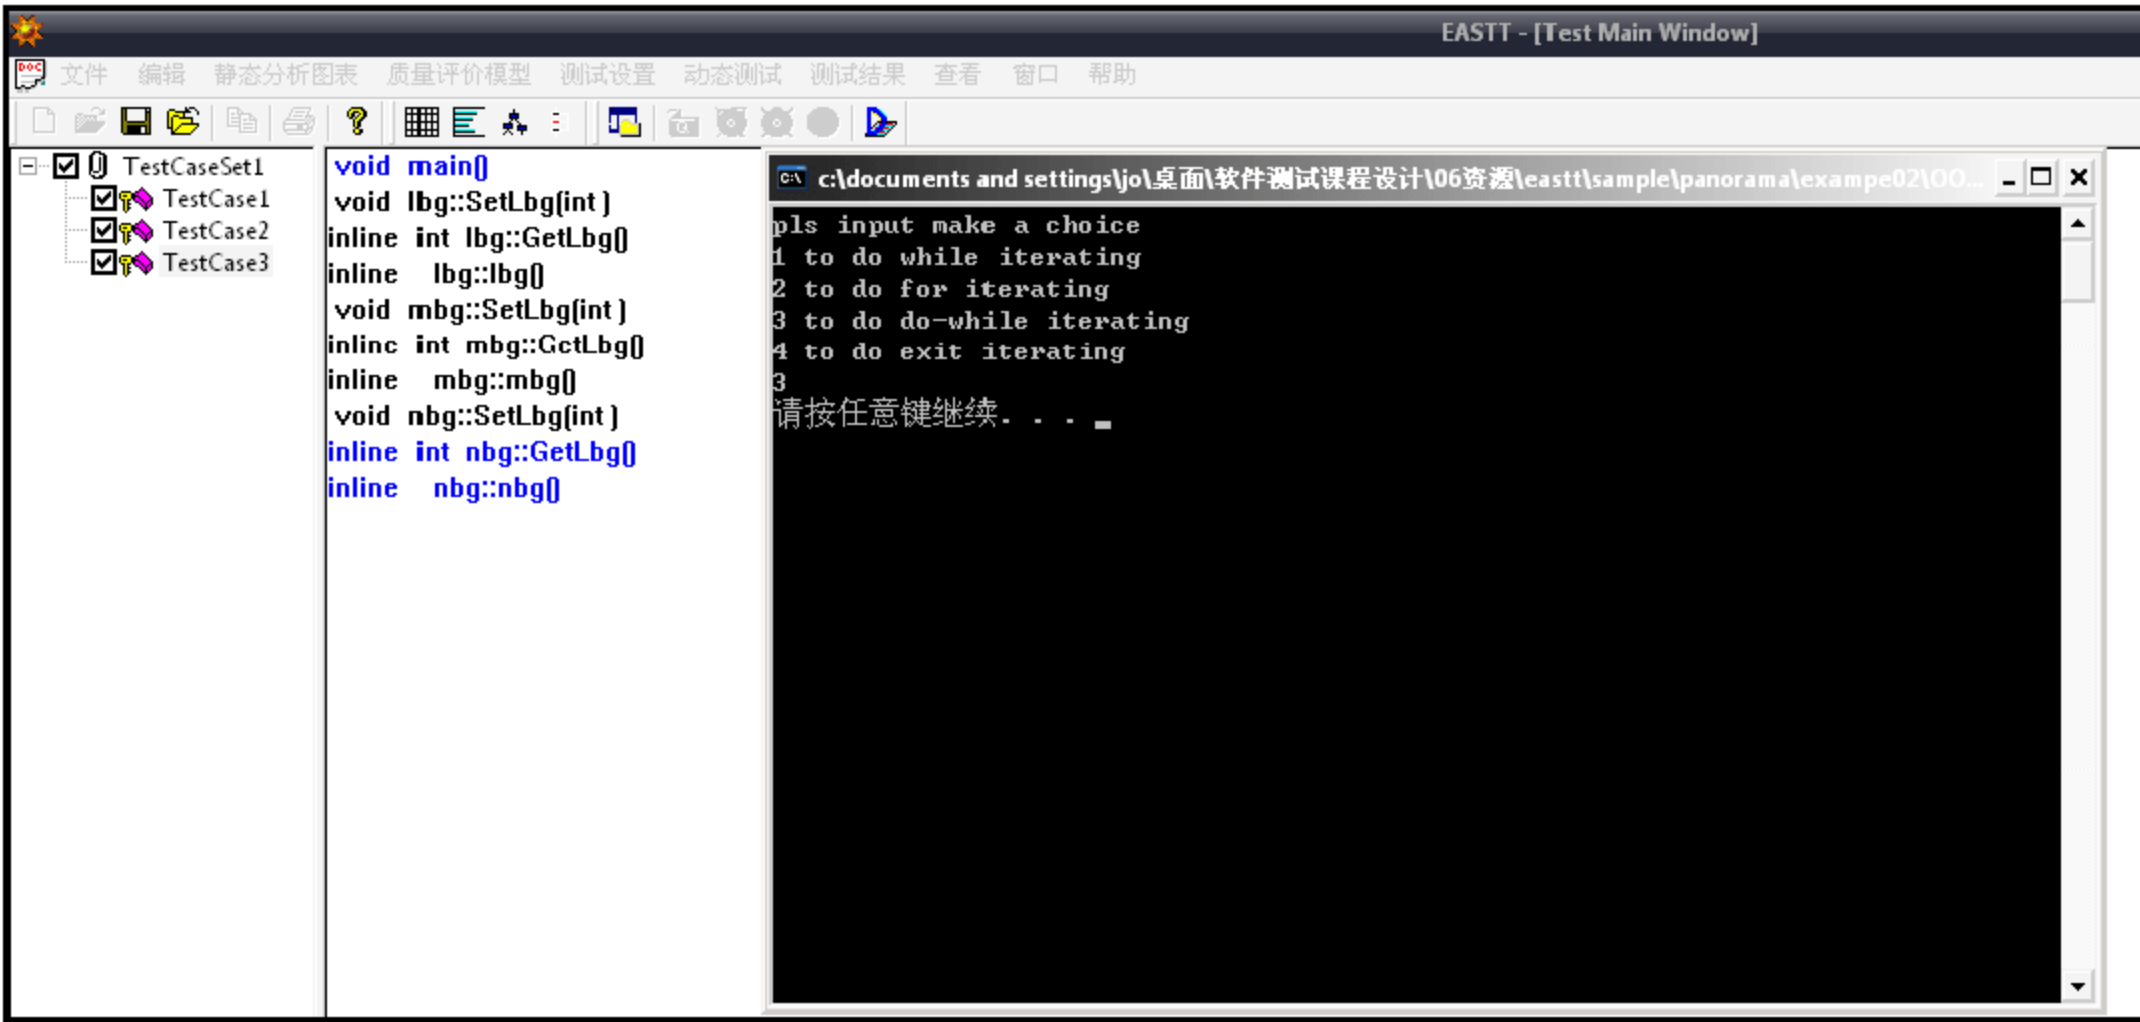 EASTT - [Test Main Window]
文件 编辑 静态分析图表 质量评价模型 测试设置 动态测试 测试结果 查看 窗口 帮助
TestCaseSet1
TestCase1
TestCase2
TestCase3
void main()
void lbg::SetLbg(int )
inline int lbg::GetLbg()
inline lbg::lbg()
void mbg::SetLbg(int )
inline int mbg::GetLbg()
inline mbg::mbg()
void nbg::SetLbg(int )
inline int nbg::GetLbg()
inline nbg::nbg()
c:\documents and settings\jo\桌面\软件测试课程设计\06资源\eastt\sample\panorama\exampe02\OO...
pls input make a choice
1 to do while iterating
2 to do for iterating
3 to do do-while iterating
4 to do exit iterating
3
请按任意键继续. . .